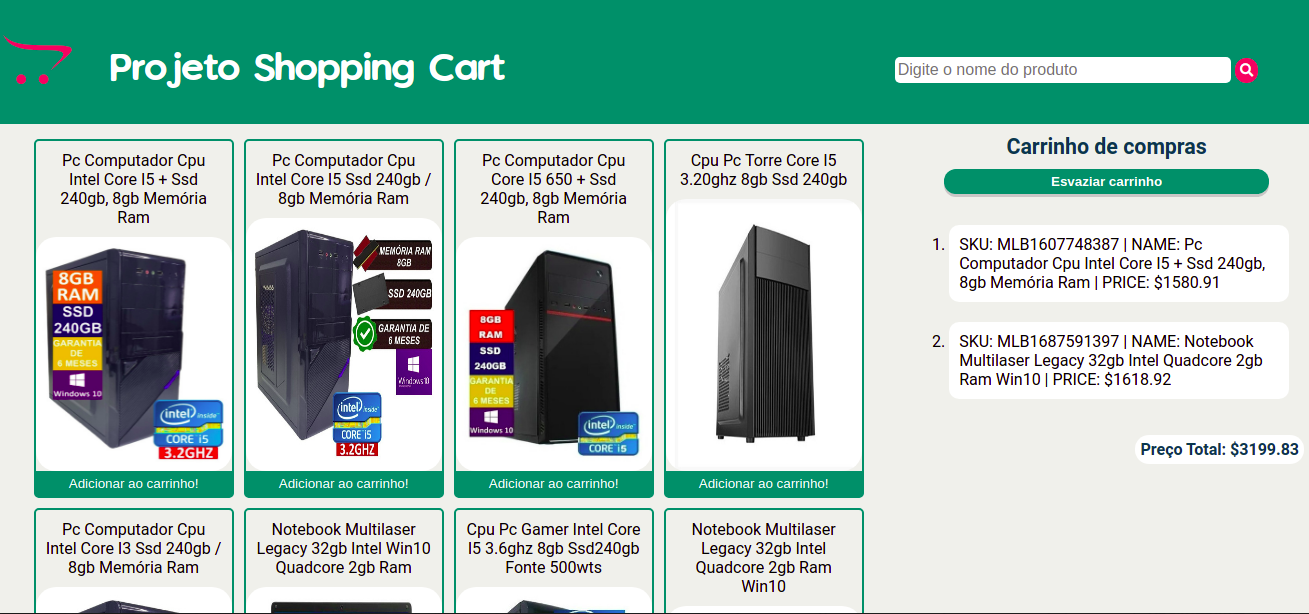 Projeto Shopping Cart
Digite o nome do produto
Pc Computador Cpu
Intel Core I5 + Ssd
240gb, 8gb Memória
Ram
8GB
RAM
SSD
240GB
GARANTIA
DE
6 MESES
Windows 10
intel inside
CORE i5
3.2GHZ
Adicionar ao carrinho!
Pc Computador Cpu
Intel Core I5 Ssd 240gb /
8gb Memória Ram
MEMÓRIA RAM
8GB
SSD 240GB
GARANTIA DE
6 MESES
Windows 10
intel inside
CORE i5
3.2GHZ
Adicionar ao carrinho!
Pc Computador Cpu
Core I5 650 + Ssd
240gb, 8gb Memória
Ram
8GB
RAM
SSD
240GB
GARANTIA
DE
6 MESES
Windows 10
intel inside
CORE i5
Adicionar ao carrinho!
Cpu Pc Torre Core I5
3.20ghz 8gb Ssd 240gb
Adicionar ao carrinho!
Pc Computador Cpu
Intel Core I3 Ssd 240gb /
8gb Memória Ram
Notebook Multilaser
Legacy 32gb Intel Win10
Quadcore 2gb Ram
Cpu Pc Gamer Intel Core
I5 3.6ghz 8gb Ssd240gb
Fonte 500wts
Notebook Multilaser
Legacy 32gb Intel
Quadcore 2gb Ram
Win10
Carrinho de compras
Esvaziar carrinho
1. SKU: MLB1607748387 | NAME: Pc
Computador Cpu Intel Core I5 + Ssd 240gb,
8gb Memória Ram | PRICE: $1580.91
2. SKU: MLB1687591397 | NAME: Notebook
Multilaser Legacy 32gb Intel Quadcore 2gb
Ram Win10 | PRICE: $1618.92
Preço Total: $3199.83